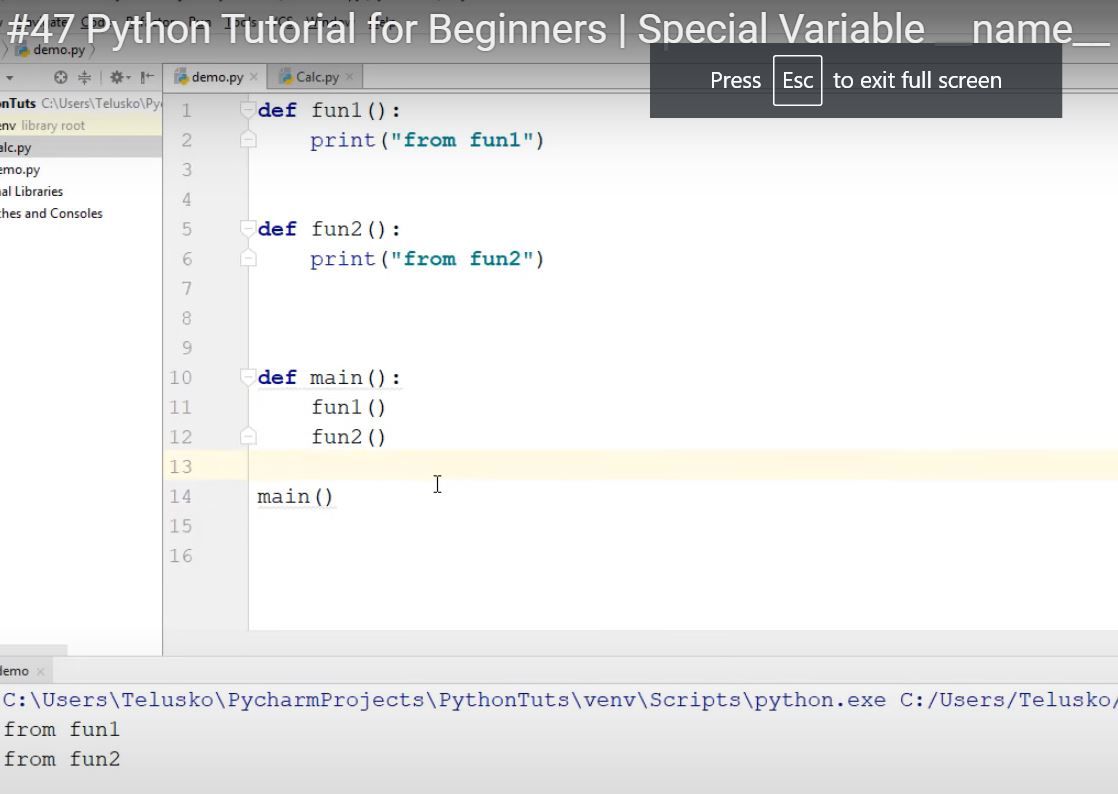 #47 Python Tutorial for Beginners | Special Variable __name__
demo.py
Press Esc to exit full screen
demo.py
Calc.py
nTuts C:\Users\Telusko\Py
nv library root
alc.py
emo.py
al Libraries
ches and Consoles
1 def fun1():
2 print("from fun1")
3
4
5 def fun2():
6 print("from fun2")
7
8
9
10 def main():
11 fun1()
12 fun2()
13
14 main()
15
16
demo
C:\Users\Telusko\PycharmProjects\PythonTuts\venv\Scripts\python.exe C:/Users/Telusko/
from fun1
from fun2